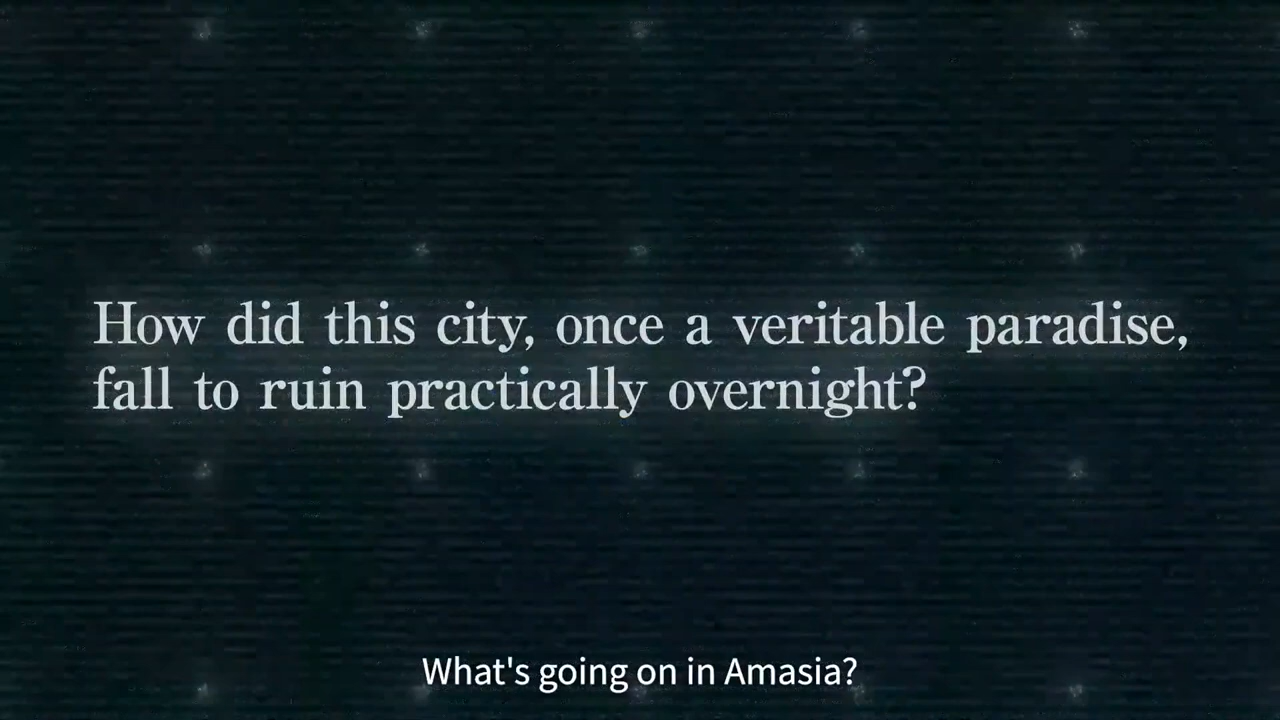 How did this city, once a veritable paradise,
fall to ruin practically overnight?
What's going on in Amasia?